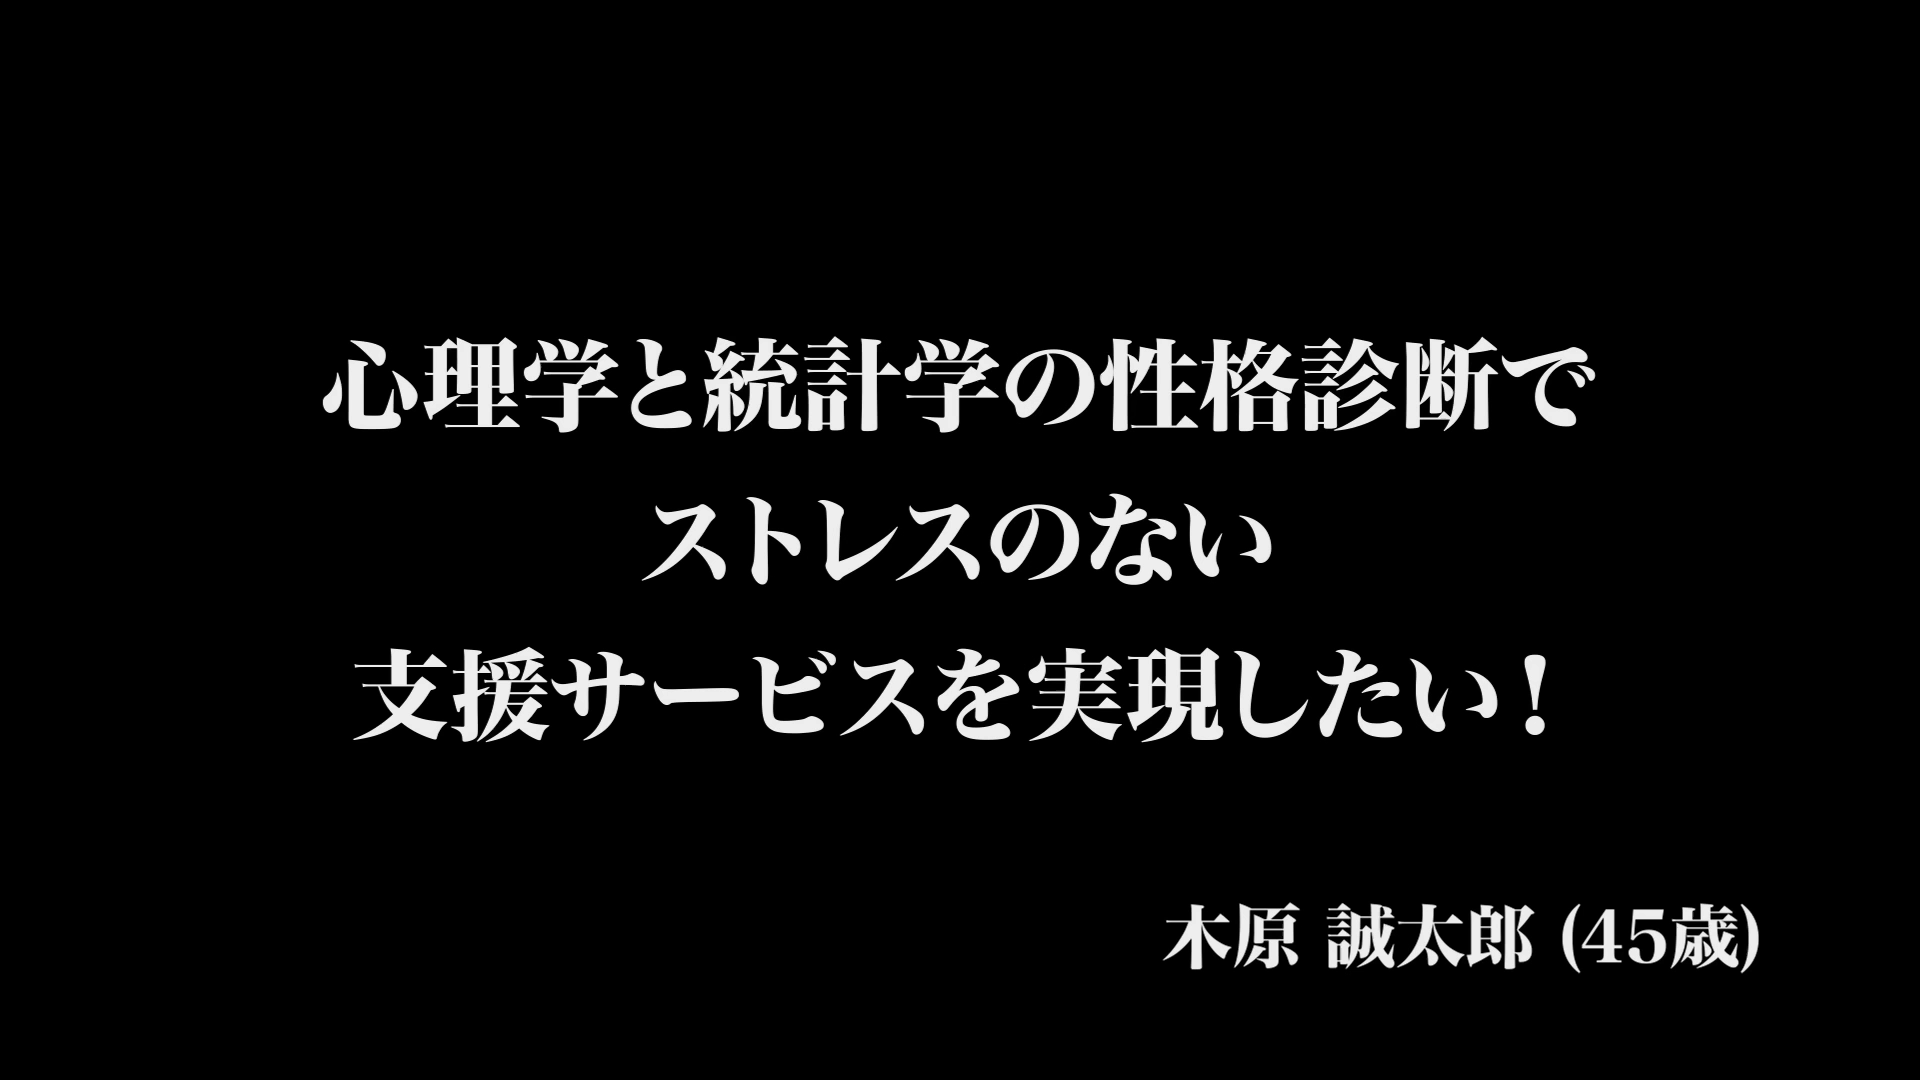 心理学と統計学の性格診断で
ストレスのない
支援サービスを実現したい！
木原 誠太郎 (45歳)